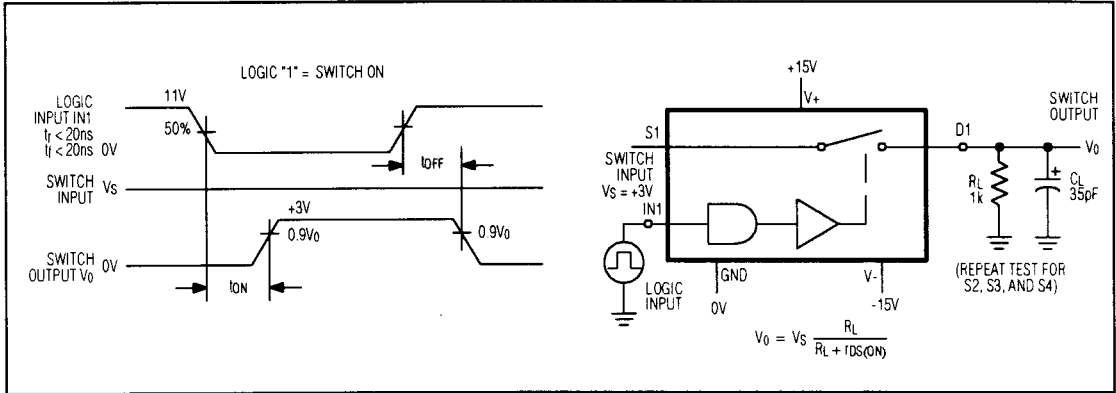 LOGIC "1" = SWITCH ON
LOGIC
INPUT IN1
tr < 20ns
tf < 20ns 0V
11V
50%
tOFF
SWITCH
INPUT VS
+3V
0.9V0
0.9V0
SWITCH
OUTPUT V0 0V
tON
+15V
V+
SWITCH
OUTPUT
S1
D1
V0
SWITCH
INPUT
VS = +3V
RL
1k
CL
35pF
+
IN1
LOGIC
INPUT
GND
0V
V-
-15V
(REPEAT TEST FOR
S2, S3, AND S4)
V0 = VS RL
RL + rDS(ON)